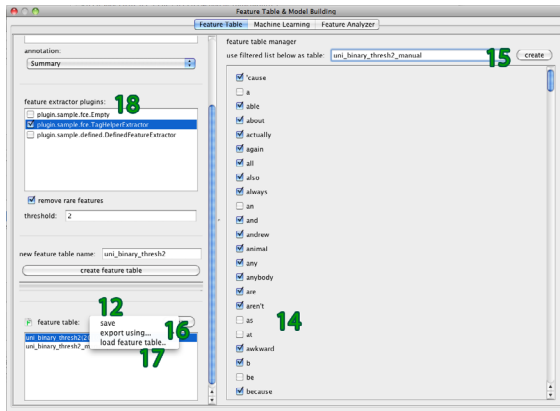 Feature Table & Model Building
Feature Table Machine Learning Feature Analyzer
annotation:
Summary
feature extractor plugins:
18
plugin.sample.fce.Empty
plugin.sample.fce.TagHelperExtractor
plugin.sample.defined.DefinedFeatureExtractor
remove rare features
threshold: 2
new feature table name: uni_binary_thresh2
create feature table
12
feature table:
save
export using...
16
load feature table..
17
uni_binary_thresh2(2
uni_binary_thresh2_m
feature table manager
use filtered list below as table: uni_binary_thresh2_manual
15
create
'cause
a
able
about
actually
again
all
also
always
an
and
andrew
animal
any
anybody
are
aren't
as
14
at
awkward
b
be
because